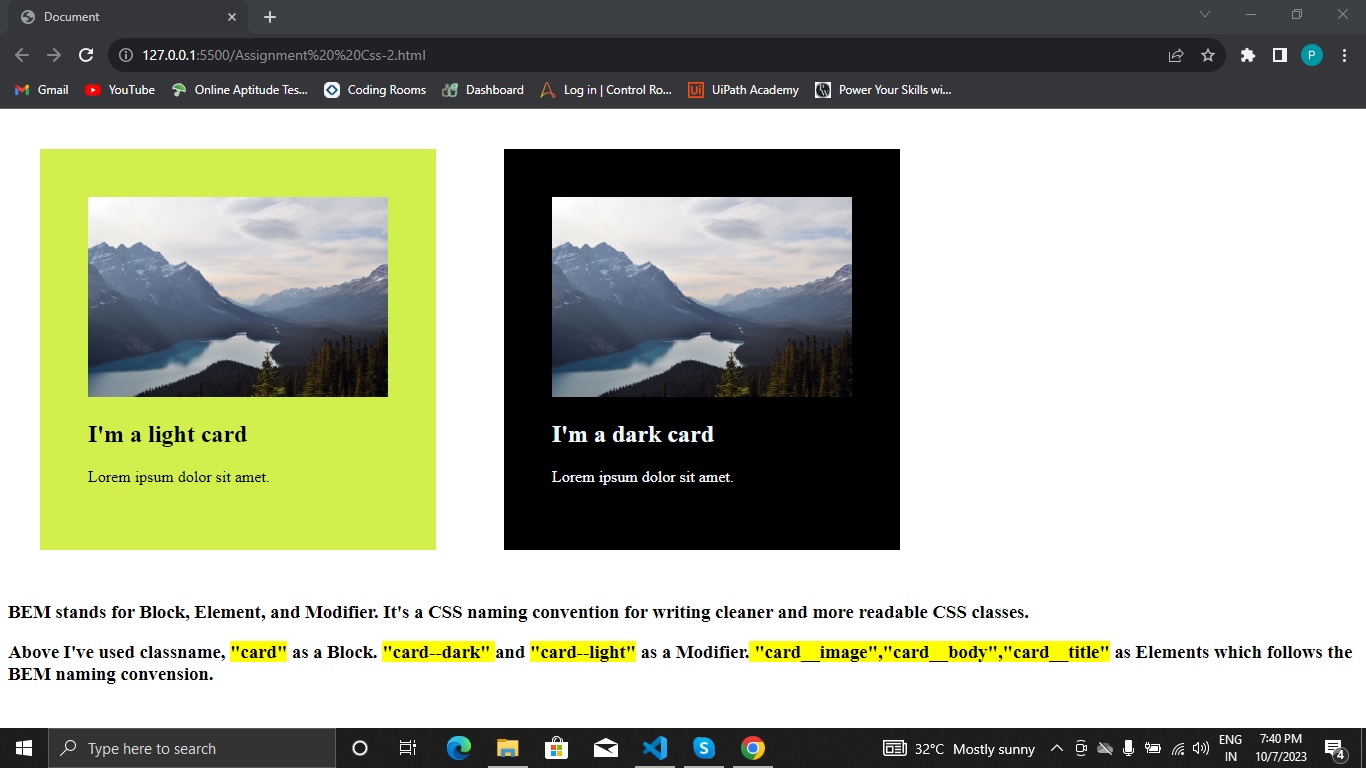 Document
127.0.0.1:5500/Assignment%20%20Css-2.html
P
Gmail YouTube Online Aptitude Tes... Coding Rooms Dashboard Log in | Control Ro... Ui UiPath Academy Power Your Skills wi...
I'm a light card
Lorem ipsum dolor sit amet.
I'm a dark card
Lorem ipsum dolor sit amet.
BEM stands for Block, Element, and Modifier. It's a CSS naming convention for writing cleaner and more readable CSS classes.
Above I've used classname, "card" as a Block. "card--dark" and "card--light" as a Modifier. "card__image","card__body","card__title" as Elements which follows the
BEM naming convension.
Type here to search
32°C Mostly sunny
ENG
IN
7:40 PM
10/7/2023
4